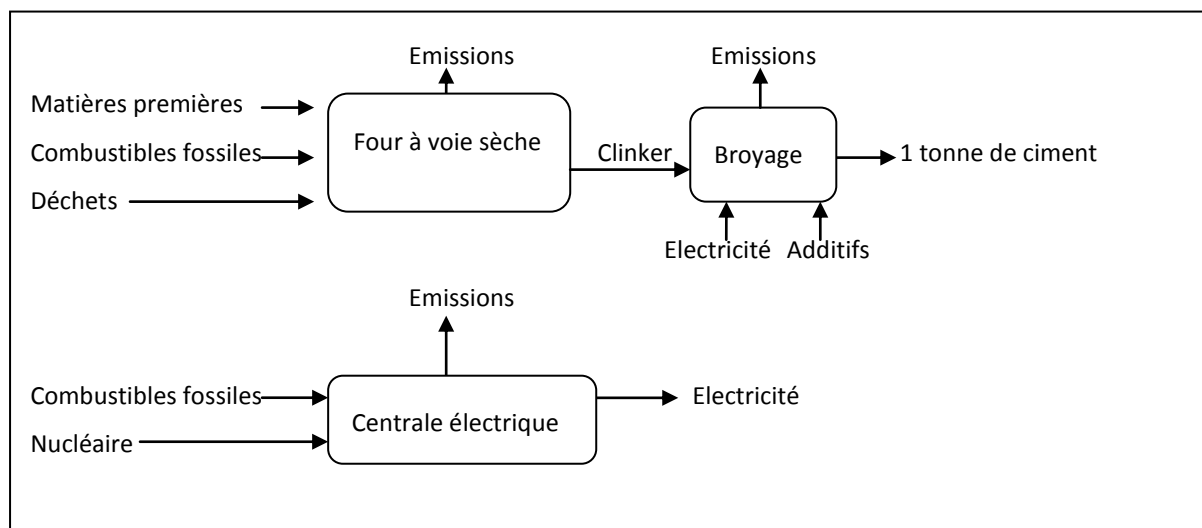 Emissions
Emissions
Matières premières
Four à voie sèche
Combustibles fossiles
Clinker
Broyage
1 tonne de ciment
Déchets
Electricité
Additifs
Emissions
Combustibles fossiles
Electricité
Centrale électrique
Nucléaire